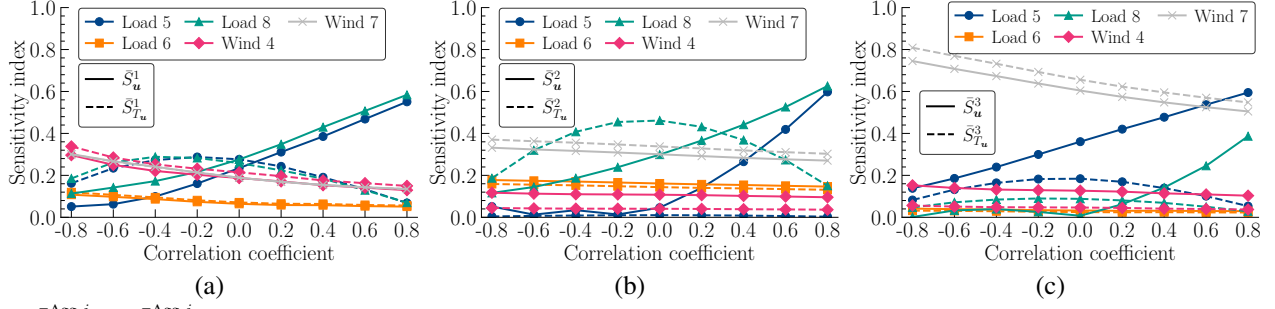 Load 5 Load 8 Wind 7
Load 6 Wind 4
S̄¹ᵤ
S̄¹_Tᵤ
Sensitivity index
1.0
0.8
0.6
0.4
0.2
0.0
-0.8 -0.6 -0.4 -0.2 0.0 0.2 0.4 0.6 0.8
Correlation coefficient
(a)
Load 5 Load 8 Wind 7
Load 6 Wind 4
S̄²ᵤ
S̄²_Tᵤ
Sensitivity index
1.0
0.8
0.6
0.4
0.2
0.0
-0.8 -0.6 -0.4 -0.2 0.0 0.2 0.4 0.6 0.8
Correlation coefficient
(b)
Load 5 Load 8 Wind 7
Load 6 Wind 4
S̄³ᵤ
S̄³_Tᵤ
Sensitivity index
1.0
0.8
0.6
0.4
0.2
0.0
-0.8 -0.6 -0.4 -0.2 0.0 0.2 0.4 0.6 0.8
Correlation coefficient
(c)